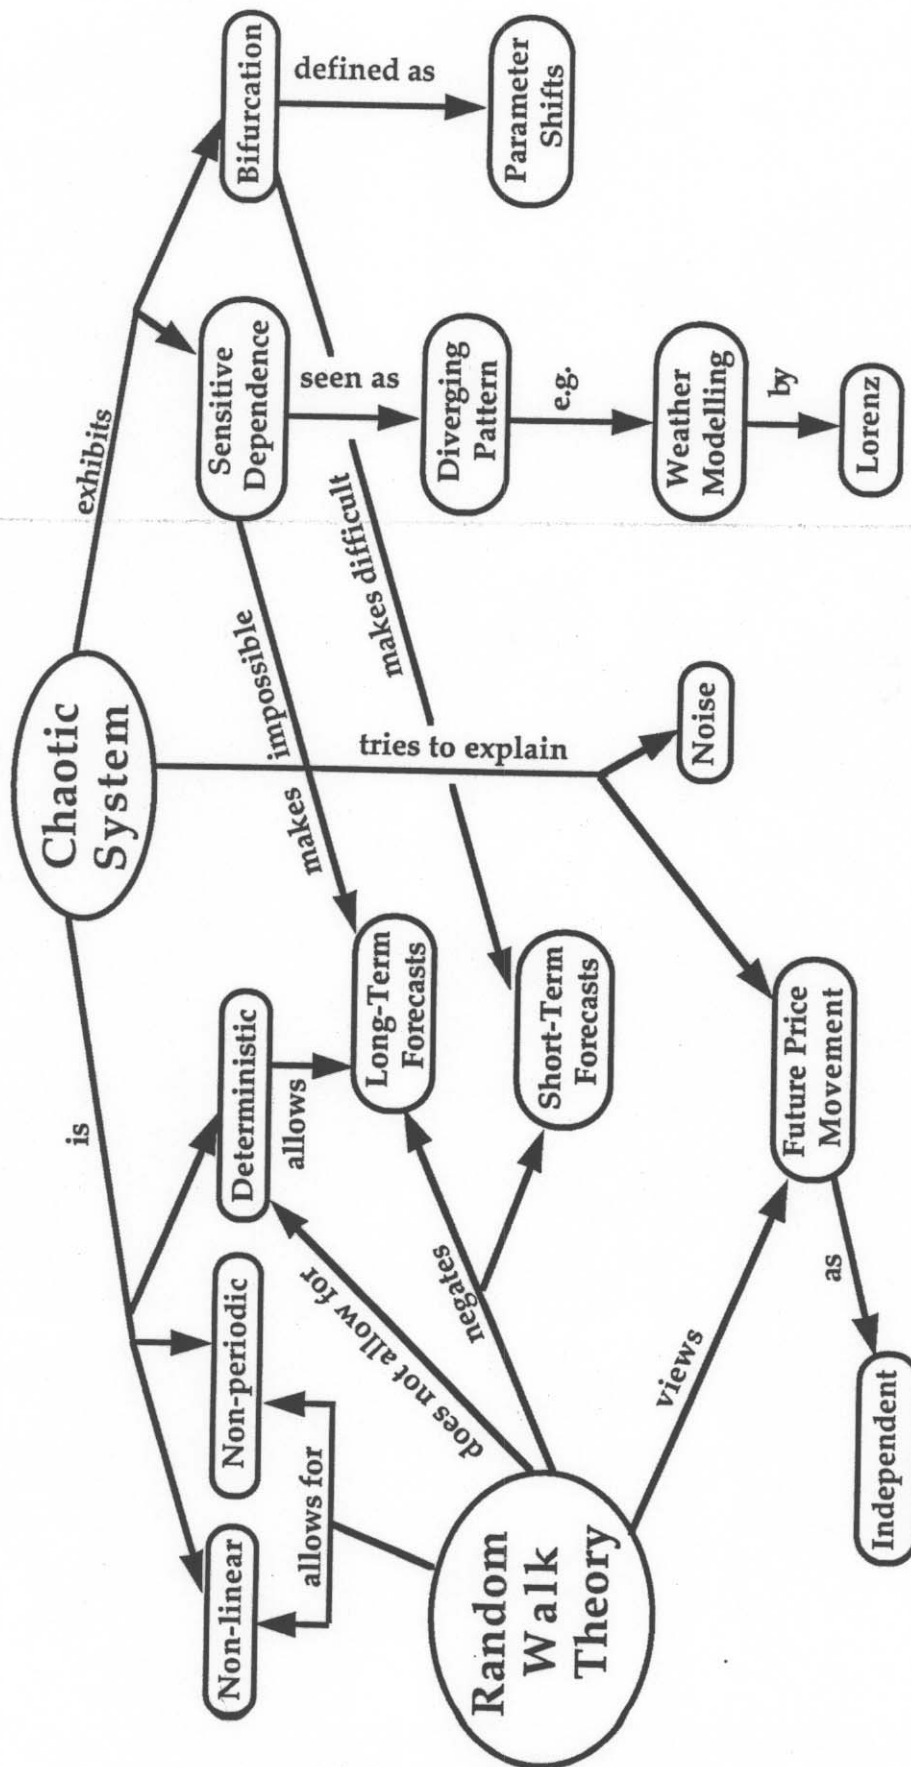 Chaotic
System
is
exhibits
Non-linear
Non-periodic
Deterministic
Sensitive
Dependence
Bifurcation
allows for
does not allow for
allows
makes
impossible
seen as
defined as
Long-Term
Forecasts
makes difficult
tries to explain
Diverging
Pattern
Parameter
Shifts
Random
Walk
Theory
negates
Short-Term
Forecasts
e.g.
Noise
Weather
Modelling
views
Future Price
Movement
by
as
Independent
Lorenz